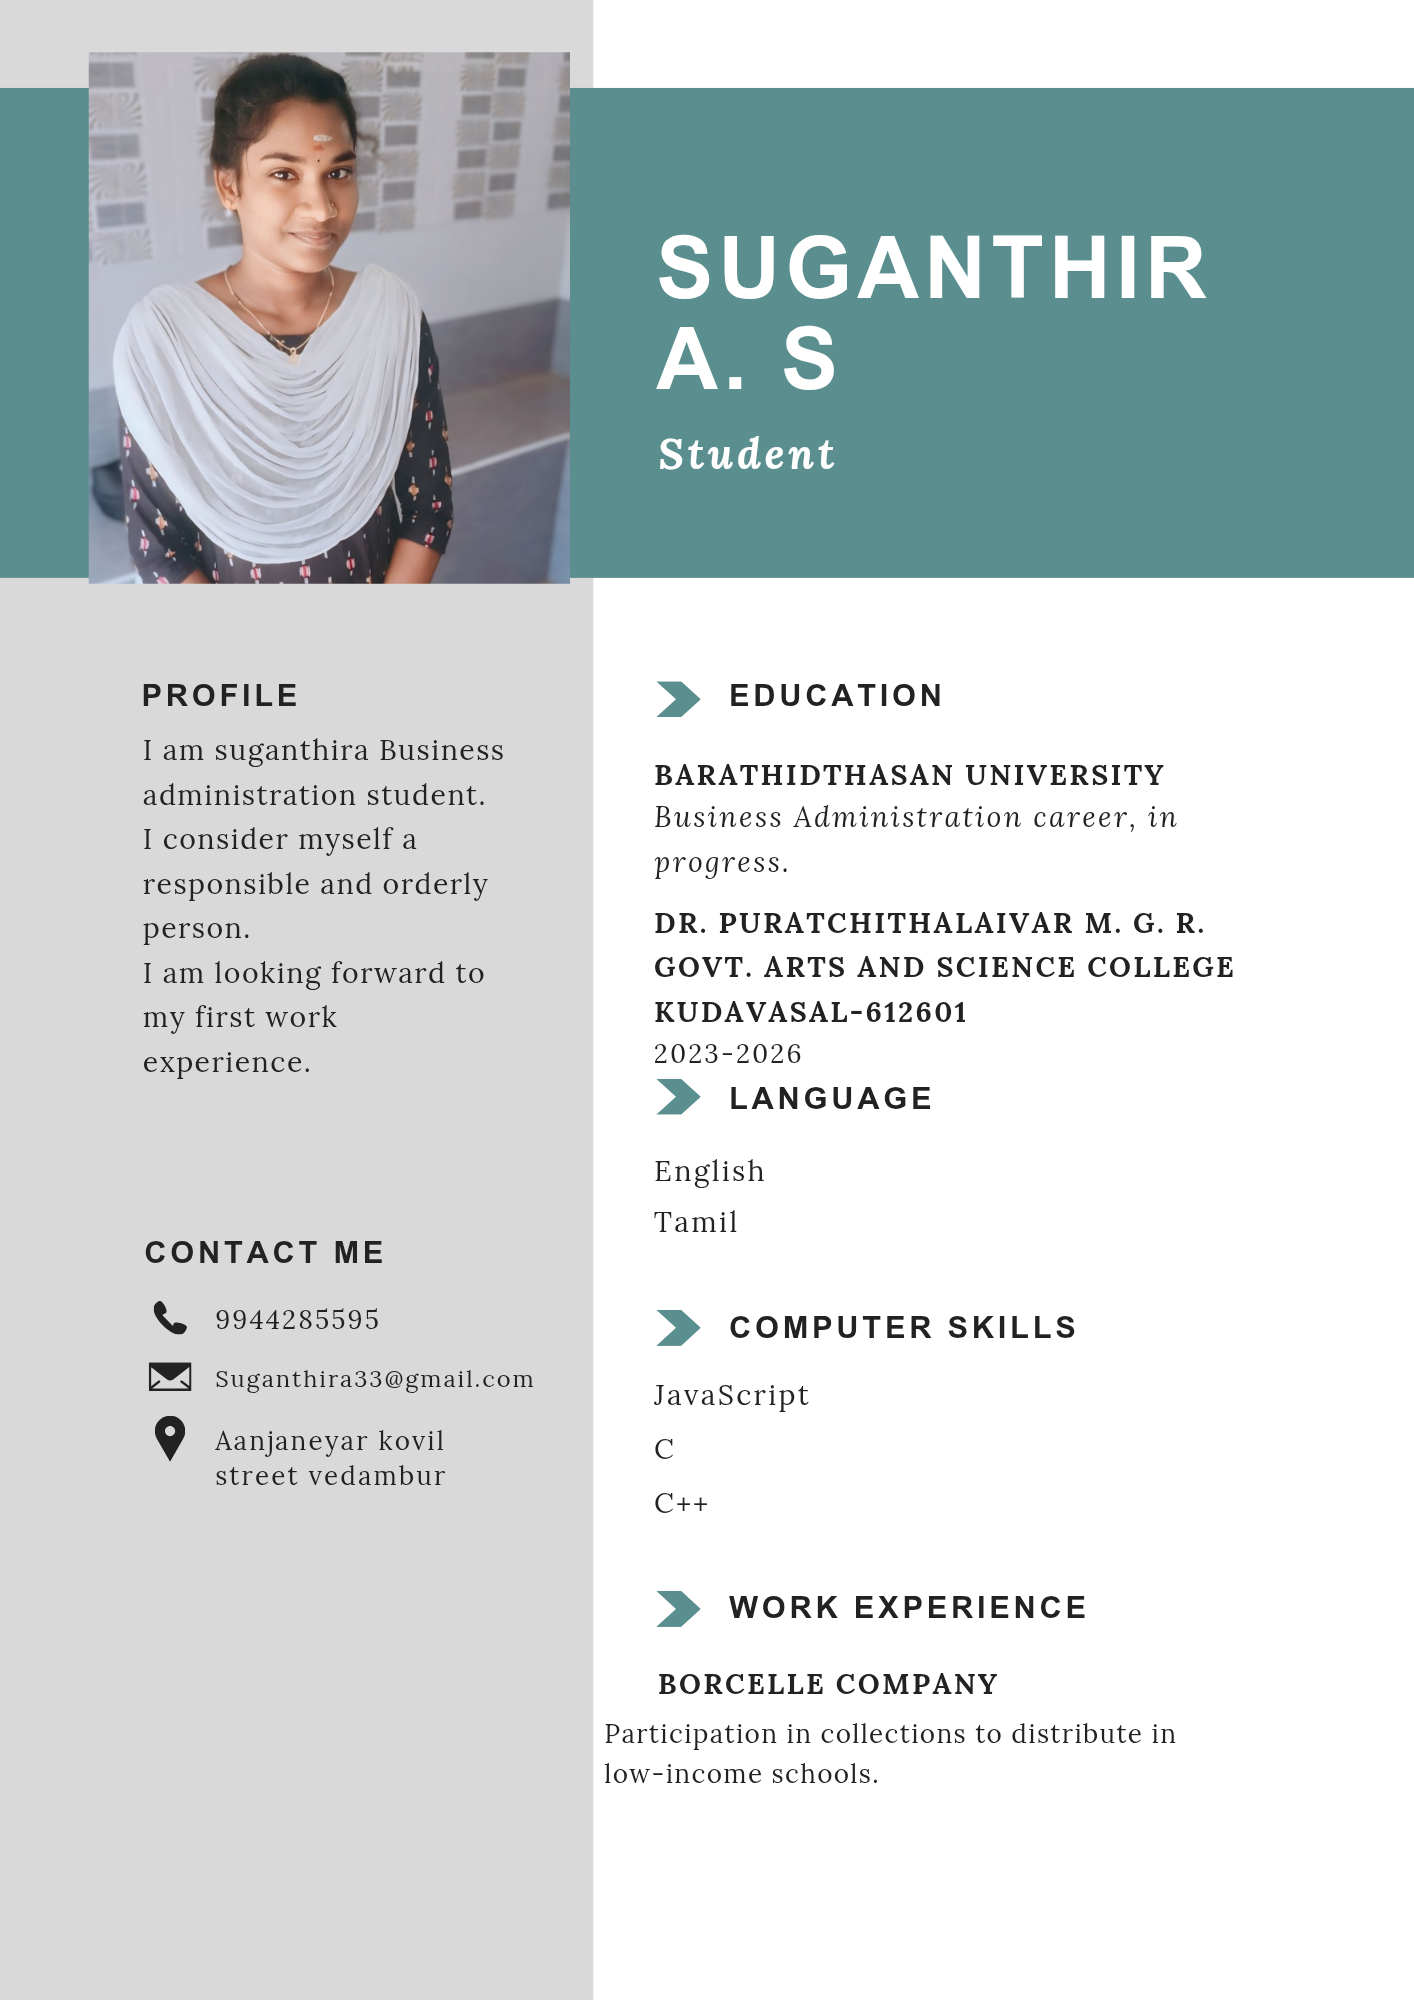 SUGANTHIR
A. S
Student
PROFILE
I am suganthira Business
administration student.
I consider myself a
responsible and orderly
person.
I am looking forward to
my first work
experience.
CONTACT ME
9944285595
Suganthira33@gmail.com
Aanjaneyar kovil
street vedambur
EDUCATION
BARATHIDTHASAN UNIVERSITY
Business Administration career, in
progress.
DR. PURATCHITHALAIVAR M. G. R.
GOVT. ARTS AND SCIENCE COLLEGE
KUDAVASAL-612601
2023-2026
LANGUAGE
English
Tamil
COMPUTER SKILLS
JavaScript
C
C++
WORK EXPERIENCE
BORCELLE COMPANY
Participation in collections to distribute in
low-income schools.